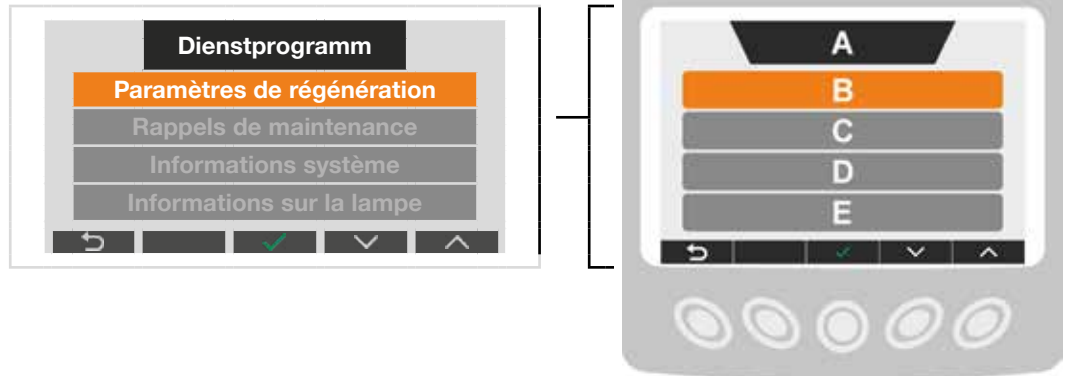 Dienstprogramm
Paramètres de régénération
Rappels de maintenance
Informations système
Informations sur la lampe
A
B
C
D
E